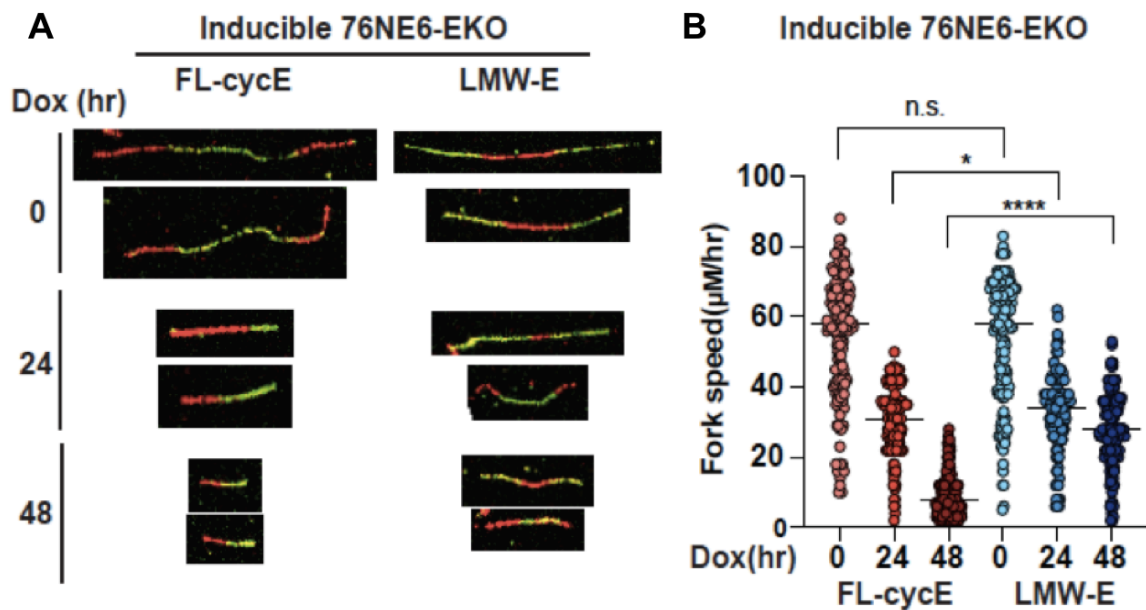 A
Inducible 76NE6-EKO
FL-cycE LMW-E
Dox (hr)
0
24
48
B
Inducible 76NE6-EKO
n.s.
*
****
Fork speed(µM/hr)
100
80
60
40
20
0
Dox(hr) 0 24 48 0 24 48
FL-cycE LMW-E